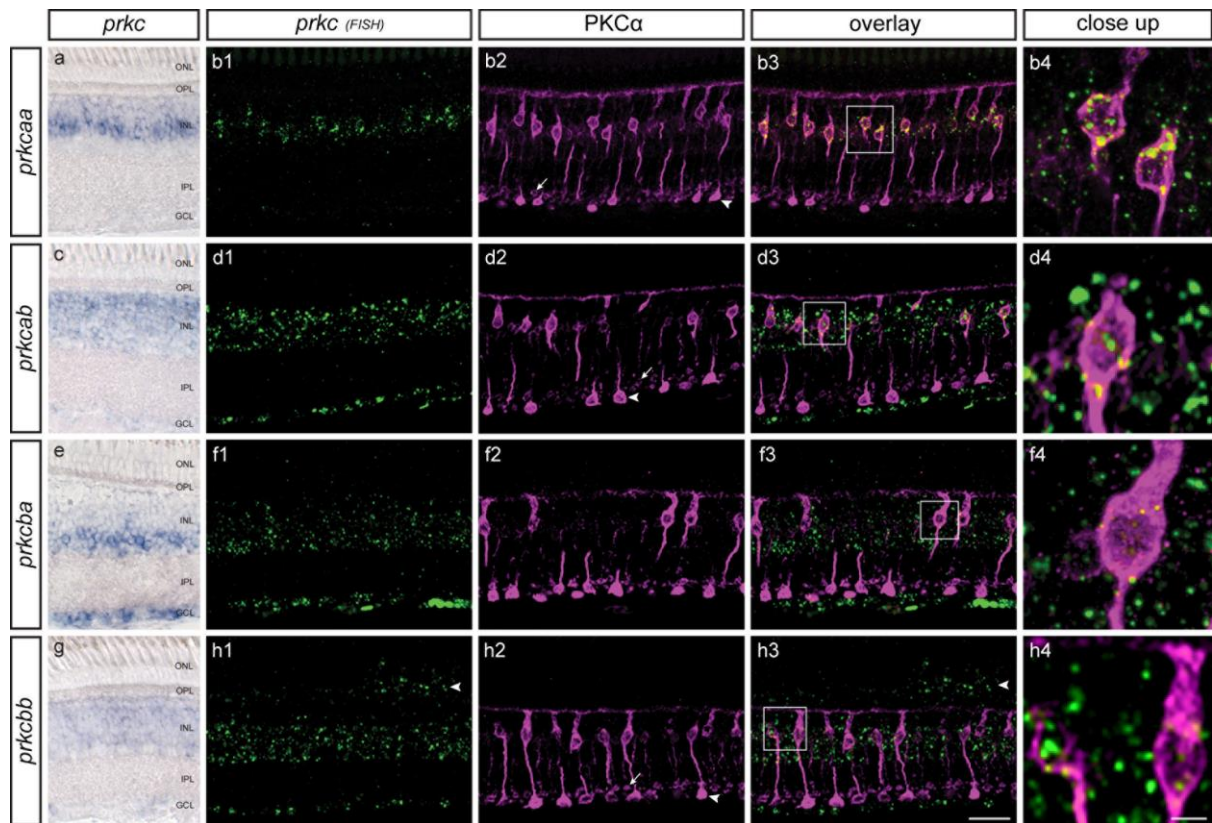 prkc
prkc (FISH)
PKCα
overlay
close up
prkcaa
a
ONL
OPL
INL
IPL
GCL
b1
b2
b3
b4
prkcab
c
ONL
OPL
INL
IPL
GCL
d1
d2
d3
d4
prkcba
e
ONL
OPL
INL
IPL
GCL
f1
f2
f3
f4
prkcbb
g
ONL
OPL
INL
IPL
GCL
h1
h2
h3
h4